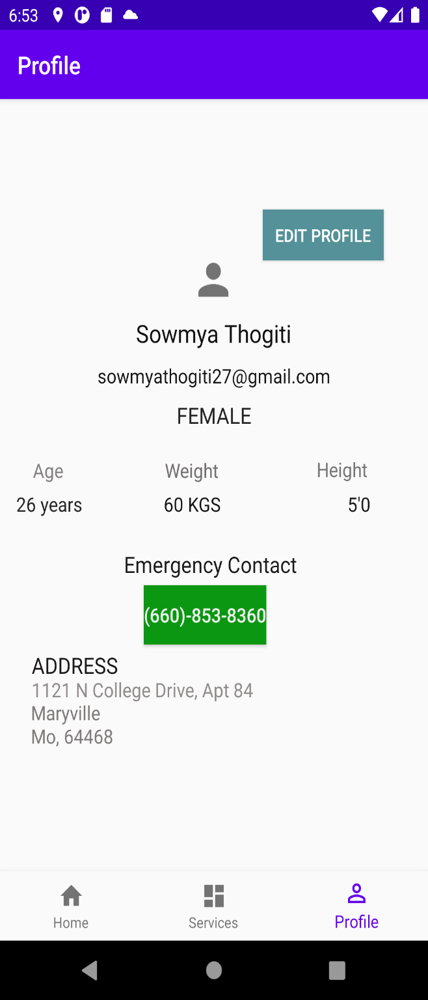 6:53
Profile
EDIT PROFILE
Sowmya Thogiti
sowmyathogiti27@gmail.com
FEMALE
Age Weight Height
26 years 60 KGS 5'0
Emergency Contact
(660)-853-8360
ADDRESS
1121 N College Drive, Apt 84
Maryville
Mo, 64468
Home Services Profile